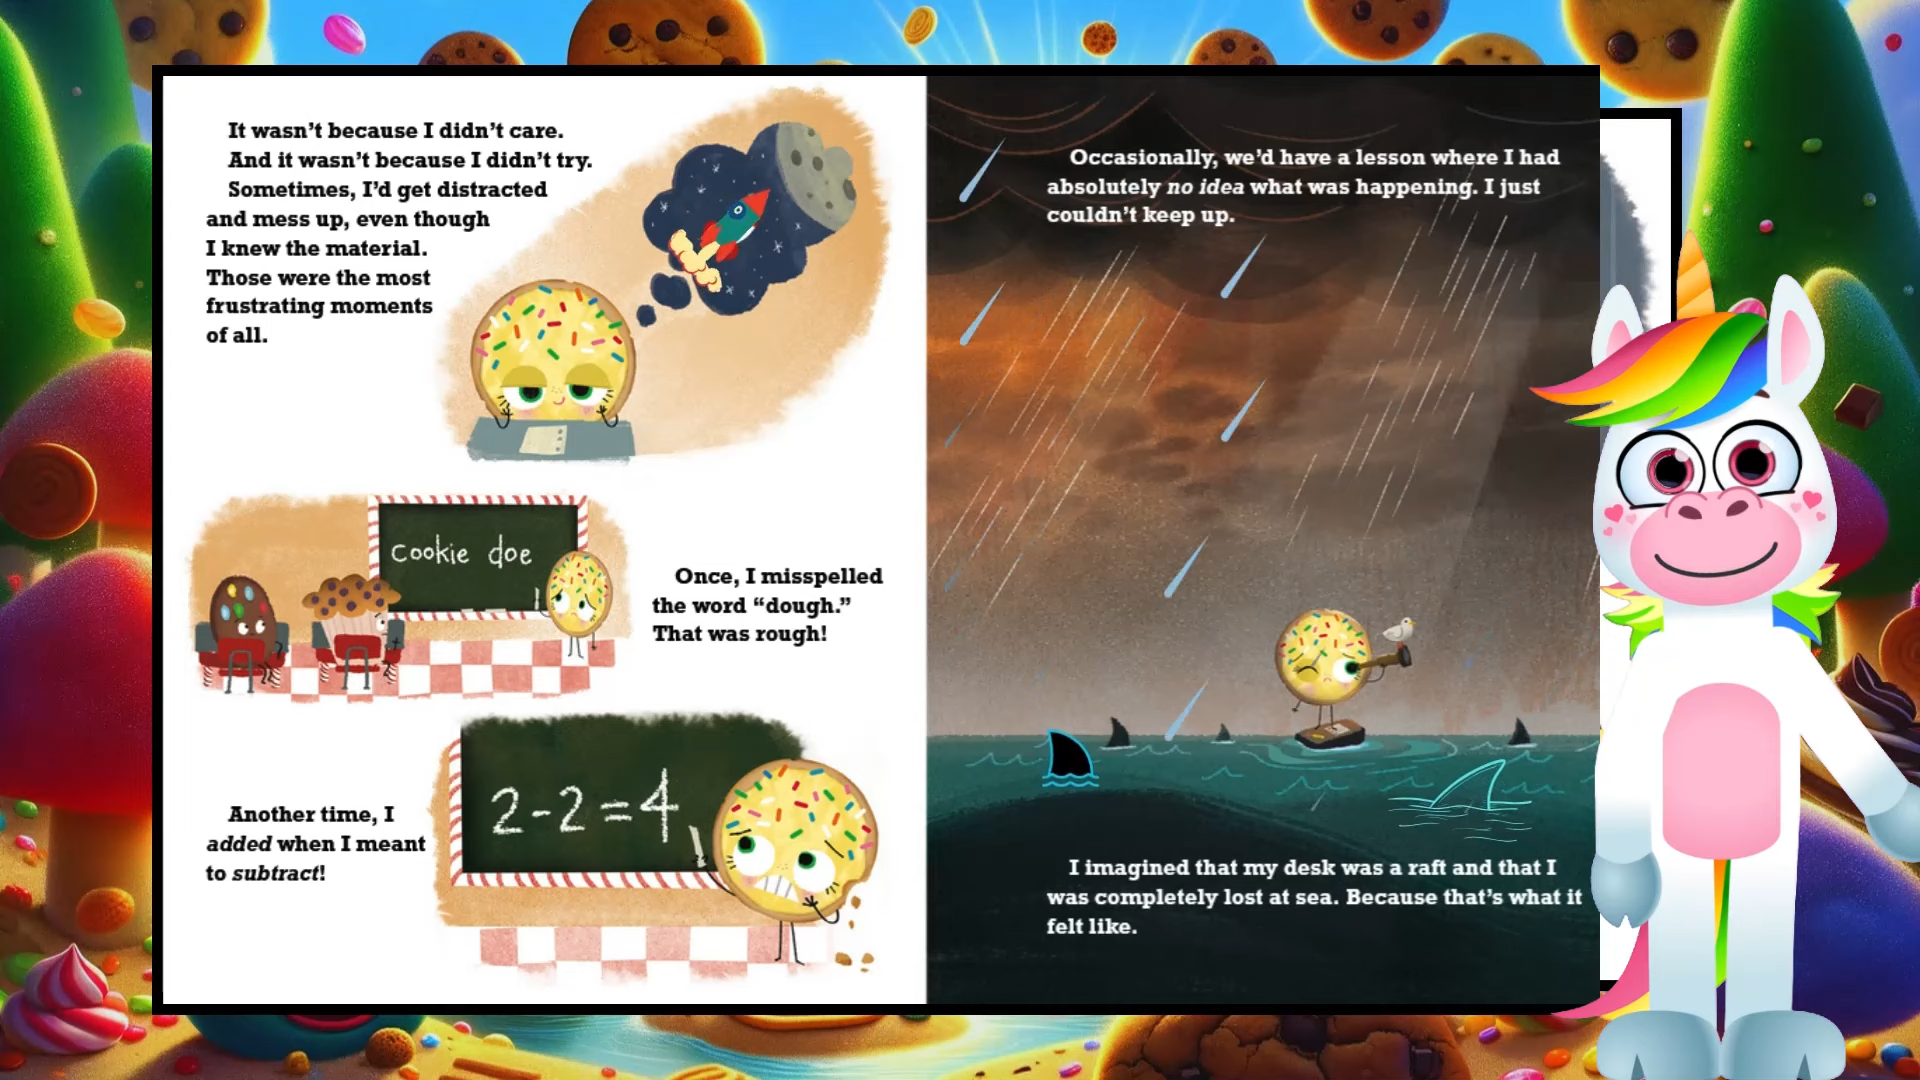 It wasn’t because I didn’t care.
And it wasn’t because I didn’t try.
Sometimes, I’d get distracted
and mess up, even though
I knew the material.
Those were the most
frustrating moments
of all.
cookie doe
Once, I misspelled
the word “dough.”
That was rough!
2-2=4
Another time, I
added when I meant
to subtract!
Occasionally, we’d have a lesson where I had
absolutely no idea what was happening. I just
couldn’t keep up.
I imagined that my desk was a raft and that I
was completely lost at sea. Because that’s what it
felt like.